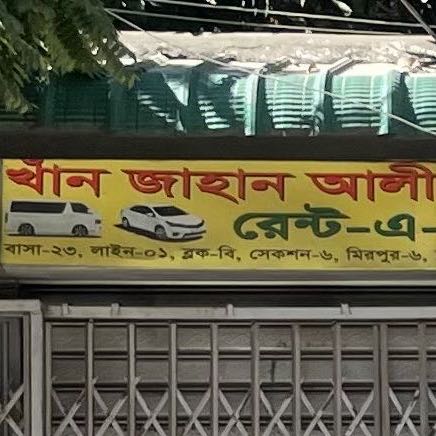 খাঁন জাহান আলী
রেন্ট-এ-
বাসা-২৩, লাইন-০১, ব্লক-বি, সেকশন-৬, মিরপুর-৬,